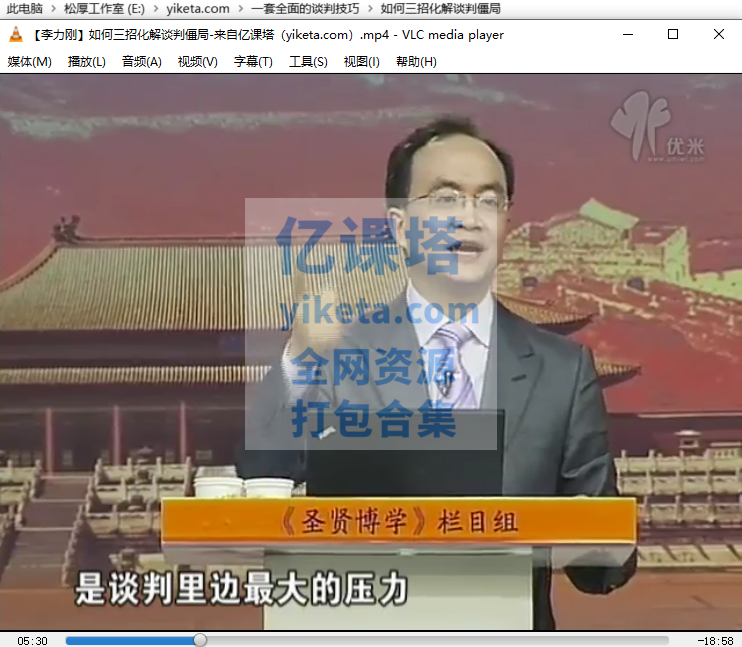 此电脑 > 松厚工作室 (E:) > yiketa.com > 一套全面的谈判技巧 > 如何三招化解谈判僵局
【李力刚】如何三招化解谈判僵局-来自亿课塔（yiketa.com）.mp4 - VLC media player
媒体(M) 播放(L) 音频(A) 视频(V) 字幕(T) 工具(S) 视图(I) 帮助(H)
优米
亿课塔
yiketa.com
全网资源
打包合集
《圣贤博学》栏目组
是谈判里边最大的压力
05:30 -18:58